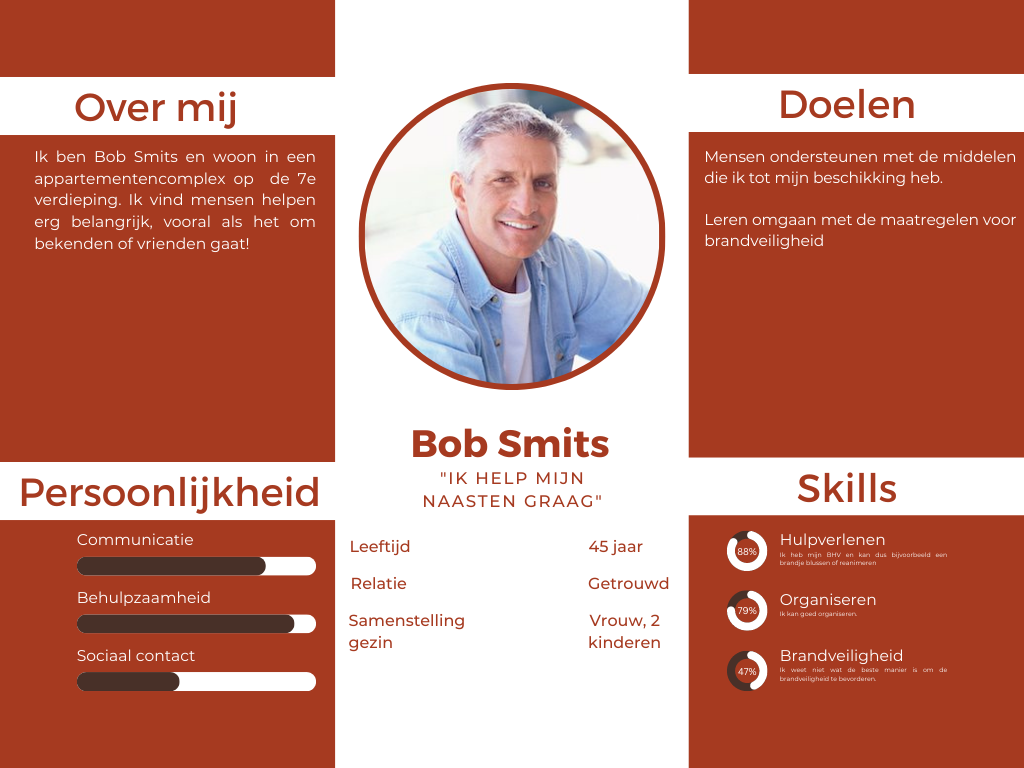 Over mij
Ik ben Bob Smits en woon in een
appartementencomplex op de 7e
verdieping. Ik vind mensen helpen
erg belangrijk, vooral als het om
bekenden of vrienden gaat!
Persoonlijkheid
Communicatie
Behulpzaamheid
Sociaal contact
Bob Smits
"IK HELP MIJN
NAASTEN GRAAG"
Leeftijd 45 jaar
Relatie Getrouwd
Samenstelling Vrouw, 2
gezin kinderen
Doelen
Mensen ondersteunen met de middelen
die ik tot mijn beschikking heb.
Leren omgaan met de maatregelen voor
brandveiligheid
Skills
88%
Hulpverlenen
Ik heb mijn BHV en kan dus bijvoorbeeld een
brandje blussen of reanimeren
79%
Organiseren
Ik kan goed organiseren.
47%
Brandveiligheid
Ik weet niet wat de beste manier is om de
brandveiligheid te bevorderen.